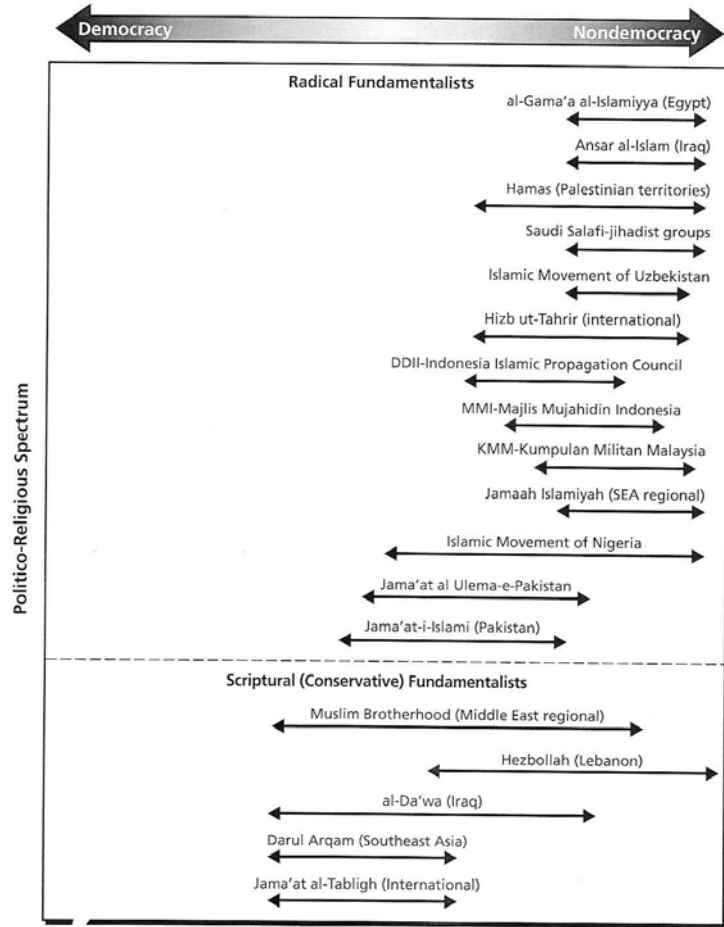 Democracy Nondemocracy
Radical Fundamentalists
al-Gama'a al-Islamiyya (Egypt)
Ansar al-Islam (Iraq)
Hamas (Palestinian territories)
Saudi Salafi-jihadist groups
Islamic Movement of Uzbekistan
Hizb ut-Tahrir (international)
DDII-Indonesia Islamic Propagation Council
MMI-Majlis Mujahidin Indonesia
KMM-Kumpulan Militan Malaysia
Jamaah Islamiyah (SEA regional)
Islamic Movement of Nigeria
Jama'at al Ulema-e-Pakistan
Jama'at-i-Islami (Pakistan)
Politico-Religious Spectrum
Scriptural (Conservative) Fundamentalists
Muslim Brotherhood (Middle East regional)
Hezbollah (Lebanon)
al-Da'wa (Iraq)
Darul Arqam (Southeast Asia)
Jama'at al-Tabligh (International)